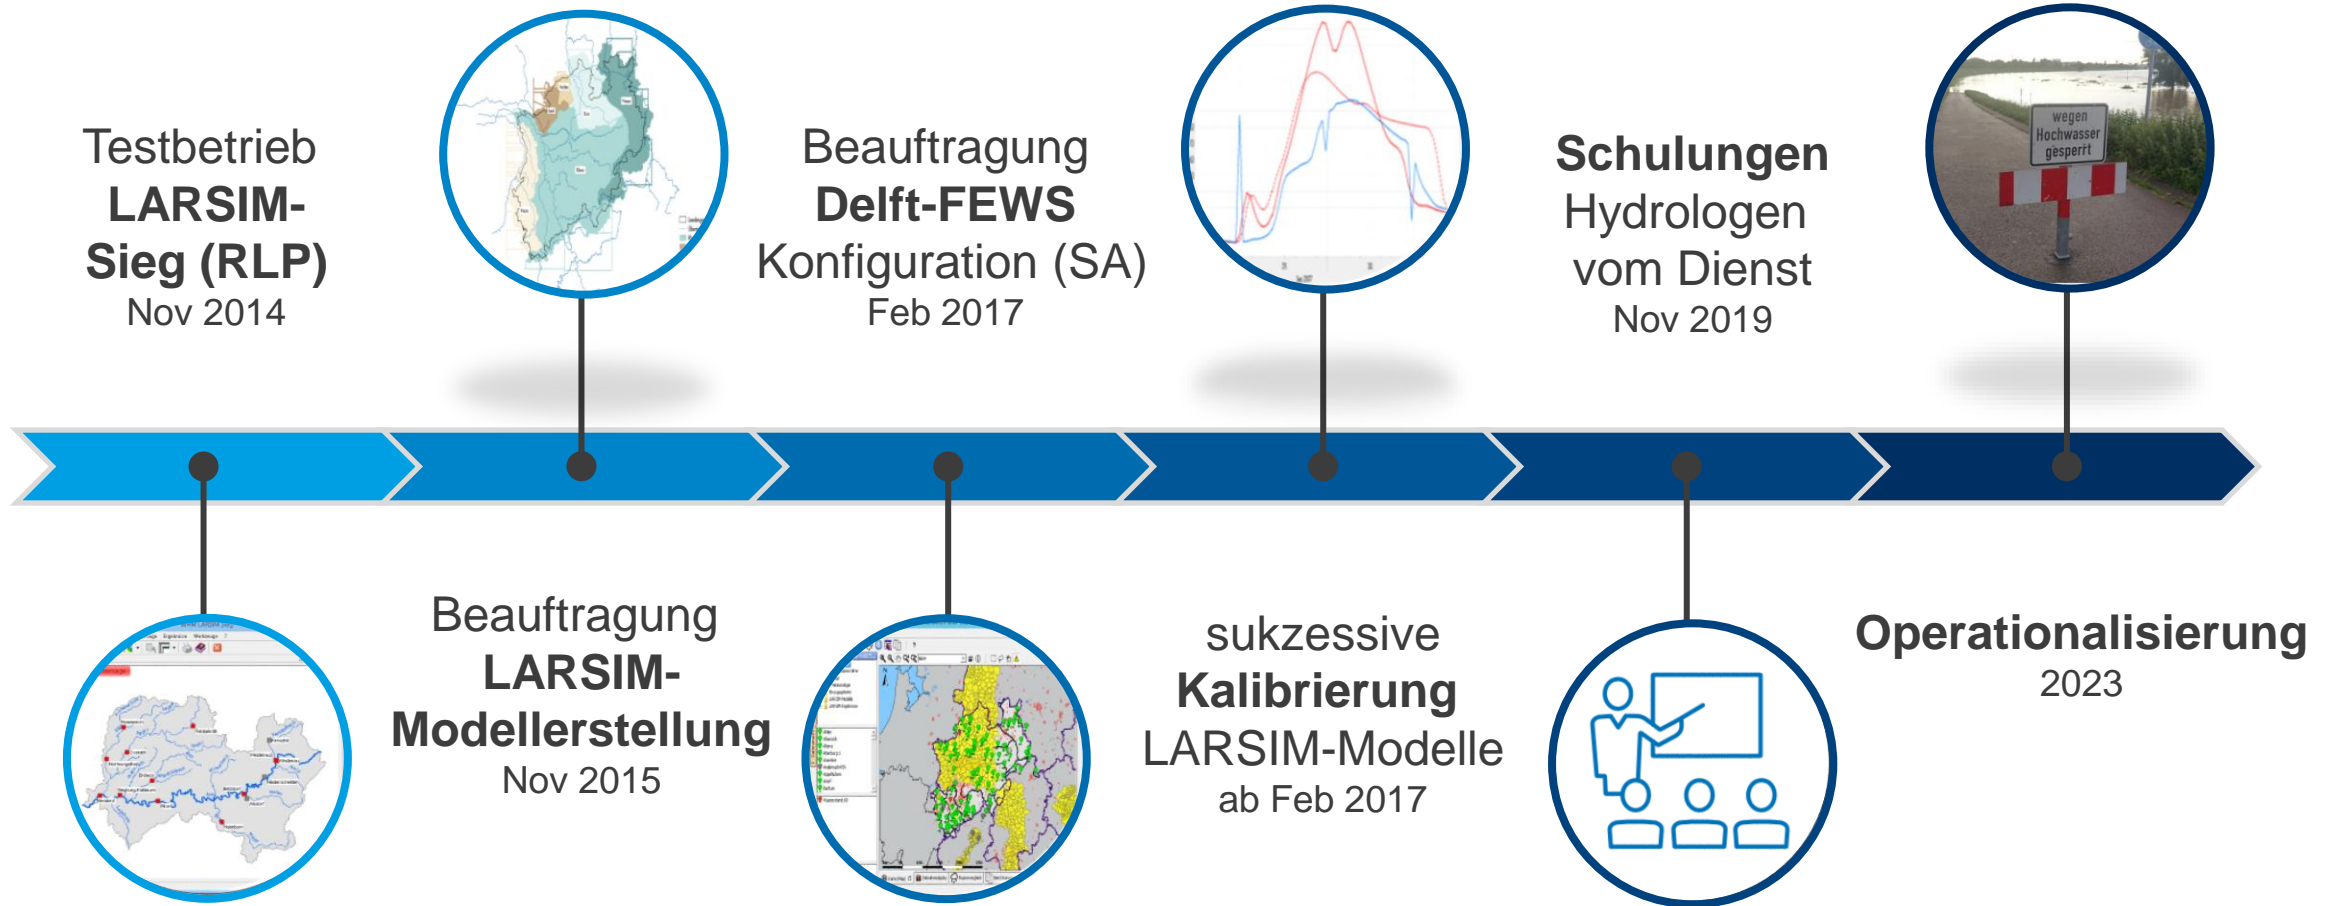 Testbetrieb
LARSIM-
Sieg (RLP)
Nov 2014
Beauftragung
LARSIM-
Modellerstellung
Nov 2015
Beauftragung
Delft-FEWS
Konfiguration (SA)
Feb 2017
sukzessive
Kalibrierung
LARSIM-Modelle
ab Feb 2017
Schulungen
Hydrologen
vom Dienst
Nov 2019
wegen
Hochwasser
gesperrt
Operationalisierung
2023